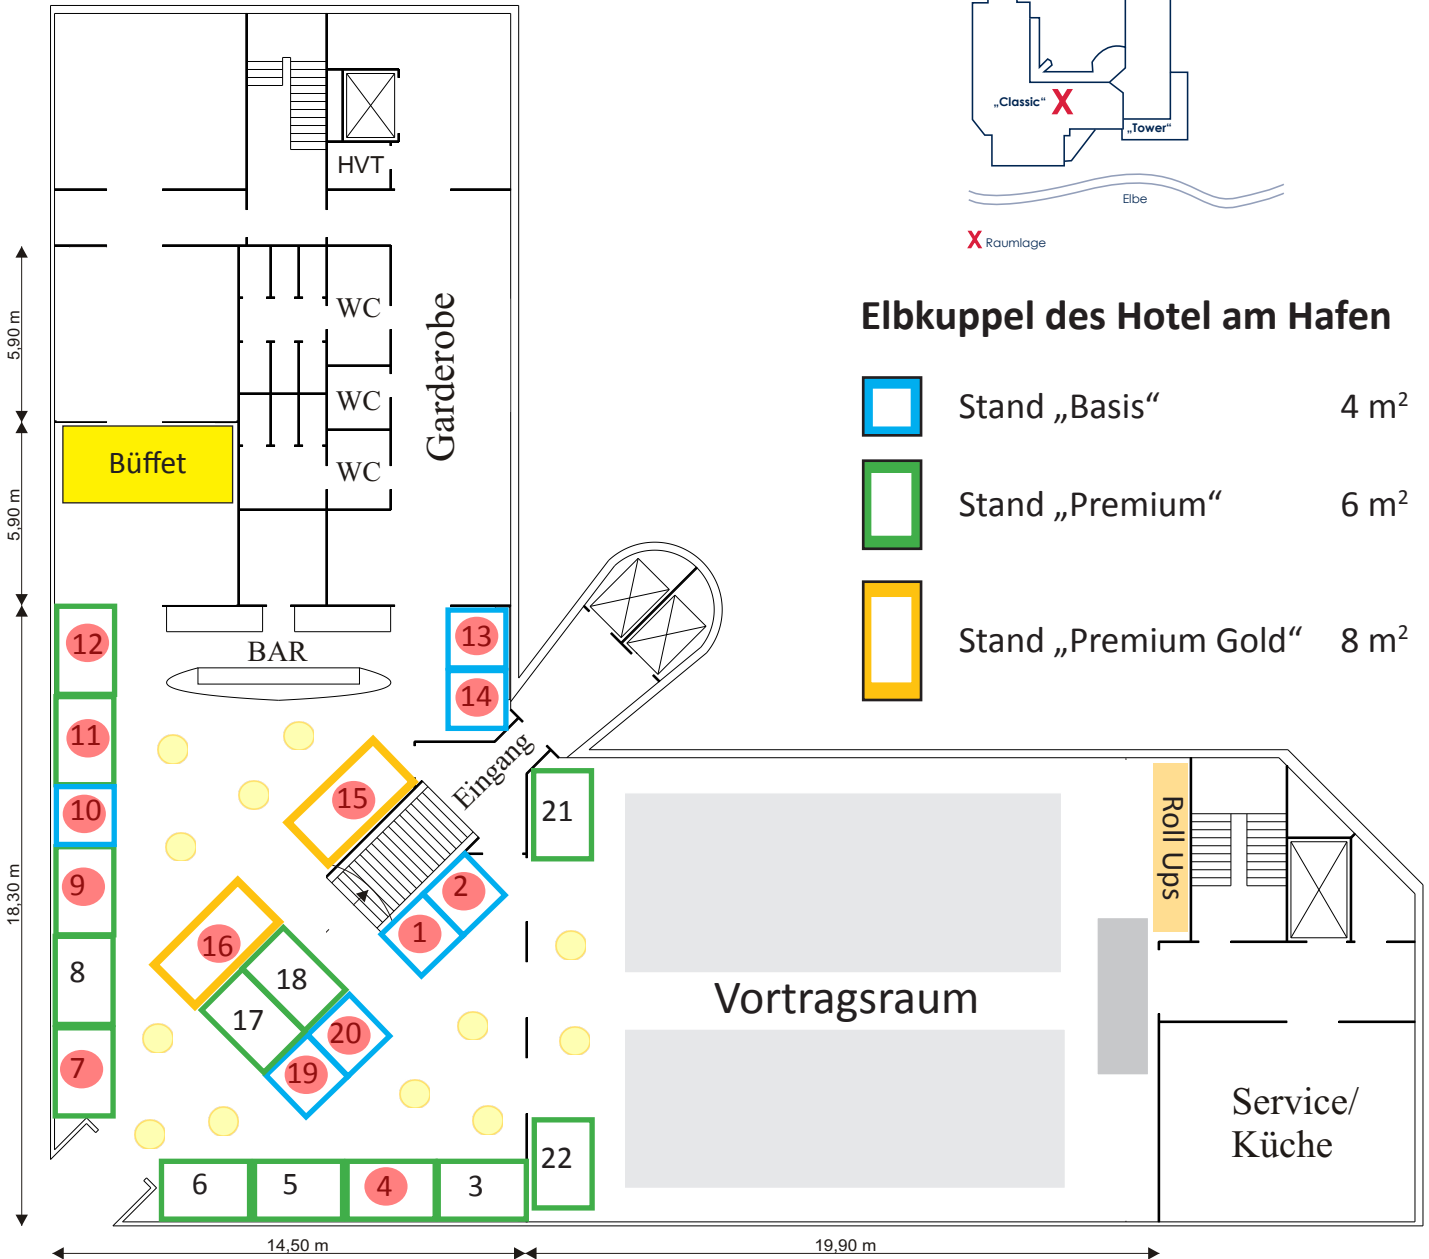 „Classic“
„Tower“
Elbe
X Raumlage
HVT
WC
WC
WC
Garderobe
Büffet
BAR
Eingang
Elbkuppel des Hotel am Hafen
Stand „Basis“ 4 m²
Stand „Premium“ 6 m²
Stand „Premium Gold“ 8 m²
5,90 m
5,90 m
18,30 m
12
11
10
9
8
7
13
14
15
16
18
17
20
19
2
1
21
22
6
5
4
3
Vortragsraum
Roll Ups
Service/
Küche
14,50 m
19,90 m